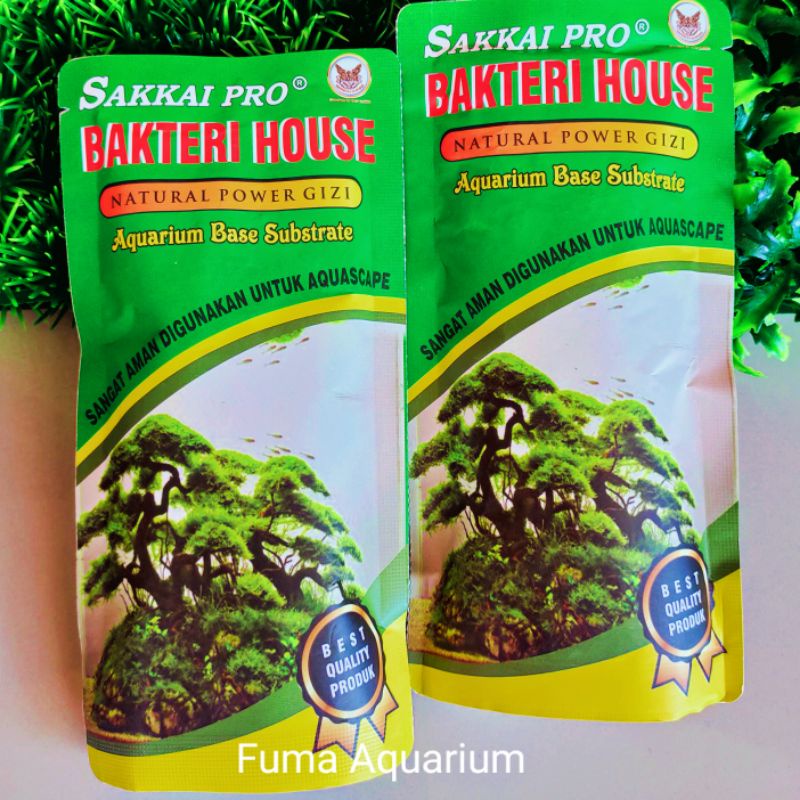 SAKKAI PRO®
BAKTERI HOUSE
NATURAL POWER GIZI
Aquarium Base Substrate
SANGAT AMAN DIGUNAKAN UNTUK AQUASCAPE
BEST
QUALITY
PRODUK
SAKKAI PRO®
BAKTERI HOUSE
NATURAL POWER GIZI
Aquarium Base Substrate
SANGAT AMAN DIGUNAKAN UNTUK AQUASCAPE
BEST
QUALITY
PRODUK
Fuma Aquarium